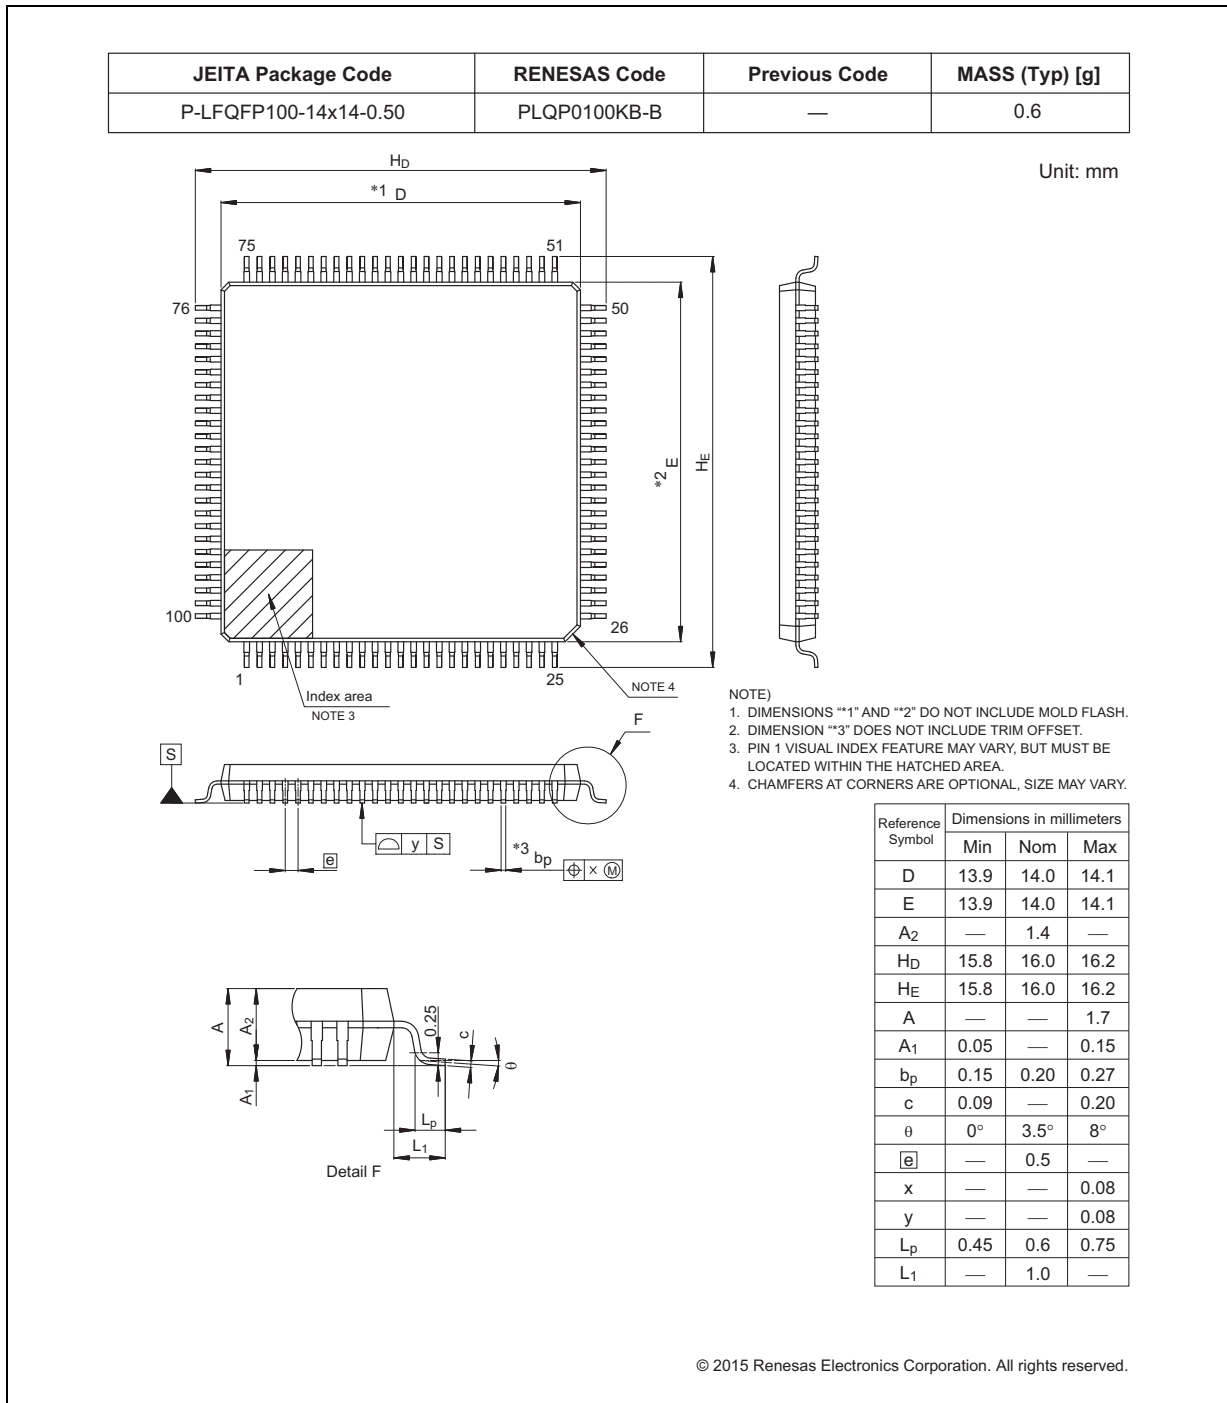 JEITA Package Code RENESAS Code Previous Code MASS (Typ) [g]
P-LFQFP100-14x14-0.50 PLQP0100KB-B — 0.6
Unit: mm
HD
*1 D
75 51
76 50
*2 E
HE
100 26
1 25
Index area
NOTE 3
NOTE 4
F
S
e
y S
*3 bp
x M
NOTE)
1. DIMENSIONS “*1” AND “*2” DO NOT INCLUDE MOLD FLASH.
2. DIMENSION “*3” DOES NOT INCLUDE TRIM OFFSET.
3. PIN 1 VISUAL INDEX FEATURE MAY VARY, BUT MUST BE
LOCATED WITHIN THE HATCHED AREA.
4. CHAMFERS AT CORNERS ARE OPTIONAL, SIZE MAY VARY.
Reference Symbol Dimensions in millimeters
Min Nom Max
D 13.9 14.0 14.1
E 13.9 14.0 14.1
A2 — 1.4 —
HD 15.8 16.0 16.2
HE 15.8 16.0 16.2
A — — 1.7
A1 0.05 — 0.15
bp 0.15 0.20 0.27
c 0.09 — 0.20
θ 0° 3.5° 8°
e — 0.5 —
x — — 0.08
y — — 0.08
Lp 0.45 0.6 0.75
L1 — 1.0 —
A A2 0.25 c
A1 θ
Lp
L1
Detail F
© 2015 Renesas Electronics Corporation. All rights reserved.